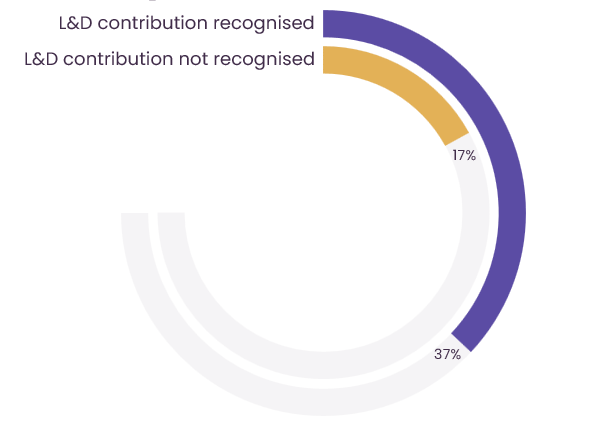 L&D contribution recognised
L&D contribution not recognised
17%
37%